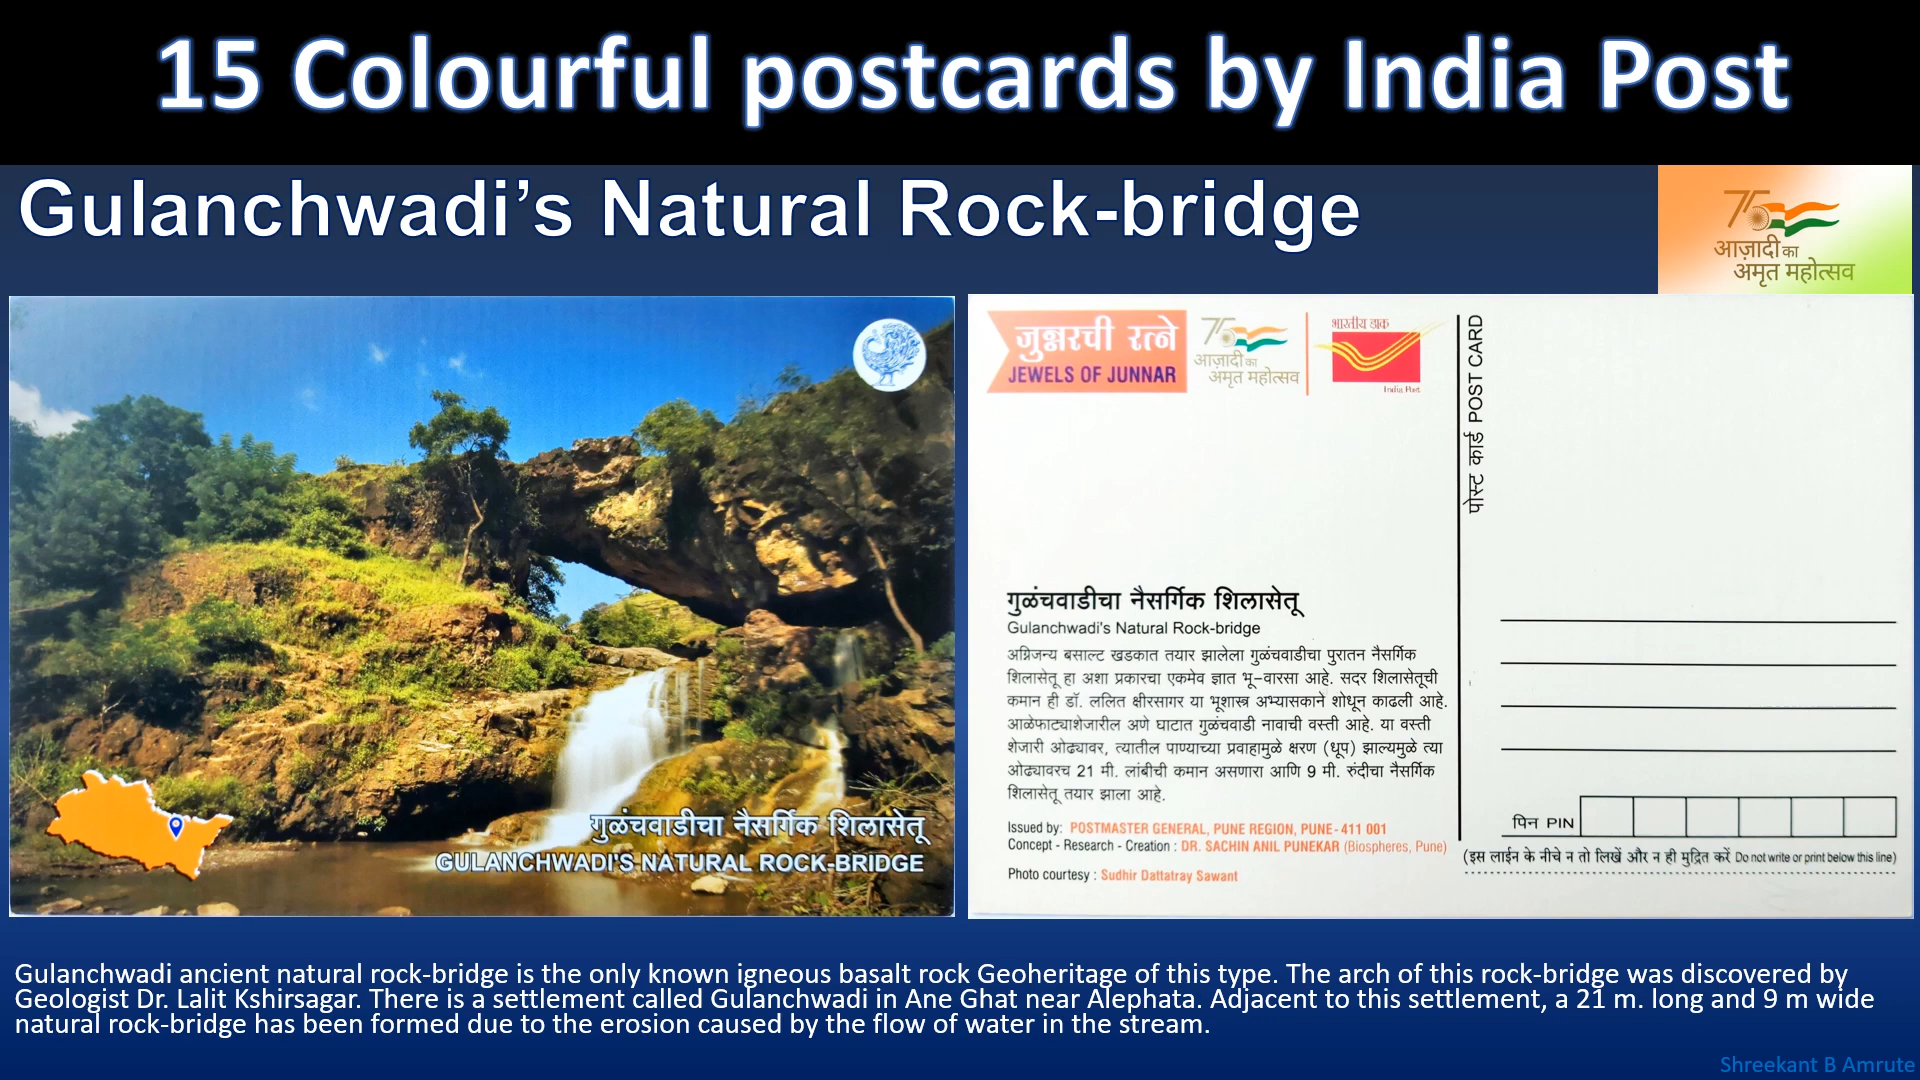 15 Colourful postcards by India Post
Gulanchwadi’s Natural Rock-bridge
75
आज़ादी का
अमृत महोत्सव
गुळंचवाडीचा नैसर्गिक शिलासेतू
GULANCHWADI'S NATURAL ROCK-BRIDGE
जुन्नरची रत्ने
JEWELS OF JUNNAR
75
आज़ादी का
अमृत महोत्सव
भारतीय डाक
India Post
पोस्ट कार्ड POST CARD
गुळंचवाडीचा नैसर्गिक शिलासेतू
Gulanchwadi's Natural Rock-bridge
अग्निजन्य बसाल्ट खडकात तयार झालेला गुळंचवाडीचा पुरातन नैसर्गिक
शिलासेतू हा अशा प्रकारचा एकमेव ज्ञात भू-वारसा आहे. सदर शिलासेतूची
कमान ही डॉ. ललित क्षीरसागर या भूशास्त्र अभ्यासकाने शोधून काढली आहे.
आळेफाट्याशेजारील अणे घाटात गुळंचवाडी नावाची वस्ती आहे. या वस्ती
शेजारी ओढ्यावर, त्यातील पाण्याच्या प्रवाहामुळे क्षरण (धूप) झाल्यमुळे त्या
ओढ्यावरच 21 मी. लांबीची कमान असणारा आणि 9 मी. रुंदीचा नैसर्गिक
शिलासेतू तयार झाला आहे.
Issued by: POSTMASTER GENERAL, PUNE REGION, PUNE- 411 001
Concept - Research - Creation : DR. SACHIN ANIL PUNEKAR (Biospheres, Pune)
Photo courtesy : Sudhir Dattatray Sawant
पिन PIN
(इस लाईन के नीचे न तो लिखें और न ही मुद्रित करें Do not write or print below this line)
Gulanchwadi ancient natural rock-bridge is the only known igneous basalt rock Geoheritage of this type. The arch of this rock-bridge was discovered by
Geologist Dr. Lalit Kshirsagar. There is a settlement called Gulanchwadi in Ane Ghat near Alephata. Adjacent to this settlement, a 21 m. long and 9 m wide
natural rock-bridge has been formed due to the erosion caused by the flow of water in the stream.
Shreekant B Amrute